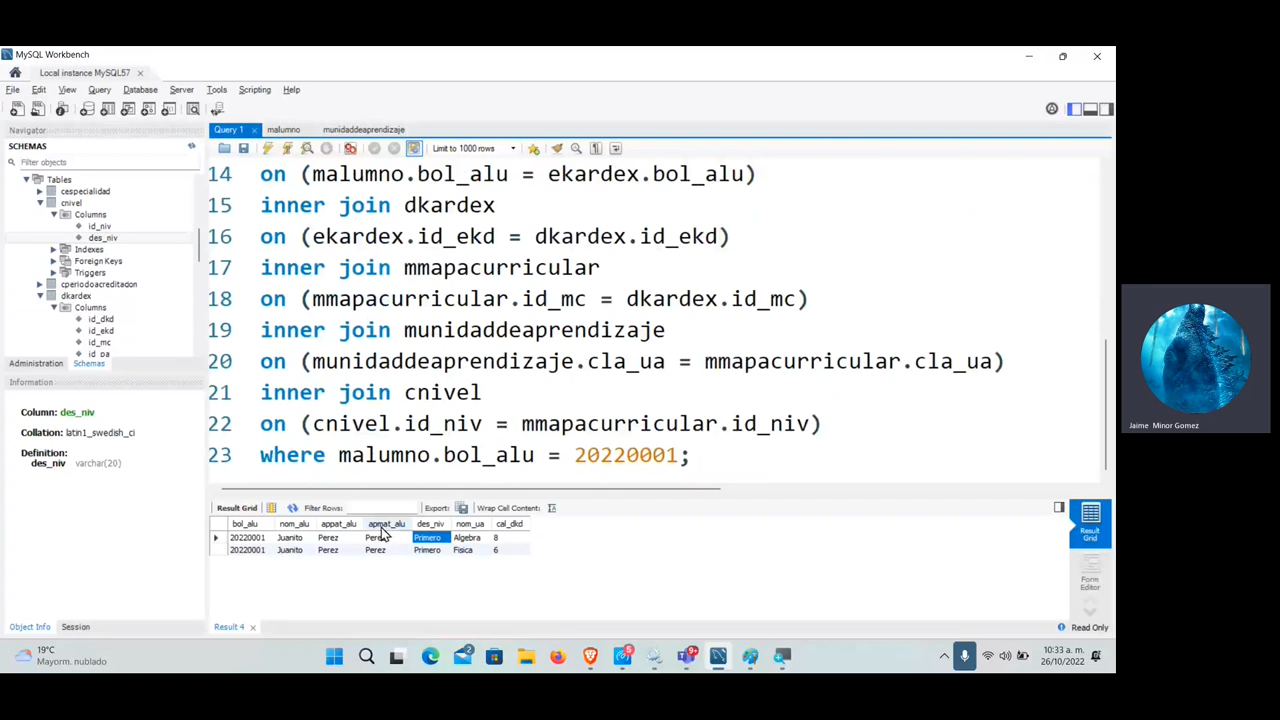 MySQL Workbench
Local instance MySQL57
File Edit View Query Database Server Tools Scripting Help
Navigator
SCHEMAS
Filter objects
Tables
cespecialidad
cnivel
Columns
id_niv
des_niv
Indexes
Foreign Keys
Triggers
cperiodoacreditadon
dkardex
Columns
id_dkd
id_ekd
id_mc
id_pa
Administration Schemas
Information
Column: des_niv
Collation: latin1_swedish_ci
Definition:
des_niv varchar(20)
Object Info Session
Query 1 malumno munidaddeaprendizaje
Limit to 1000 rows
14 on (malumno.bol_alu = ekardex.bol_alu)
15 inner join dkardex
16 on (ekardex.id_ekd = dkardex.id_ekd)
17 inner join mmapacurricular
18 on (mmapacurricular.id_mc = dkardex.id_mc)
19 inner join munidaddeaprendizaje
20 on (munidaddeaprendizaje.cla_ua = mmapacurricular.cla_ua)
21 inner join cnivel
22 on (cnivel.id_niv = mmapacurricular.id_niv)
23 where malumno.bol_alu = 20220001;
Result Grid Filter Rows: Export: Wrap Cell Content:
bol_alu nom_alu appat_alu apmat_alu des_niv nom_ua cal_dkd
20220001 Juanito Perez Perez Primero Algebra 8
20220001 Juanito Perez Perez Primero Fisica 6
Result Grid
Form Editor
Result 4
Read Only
Jaime Minor Gomez
19°C
Mayorm. nublado
2
5
9+
10:33 a. m.
26/10/2022